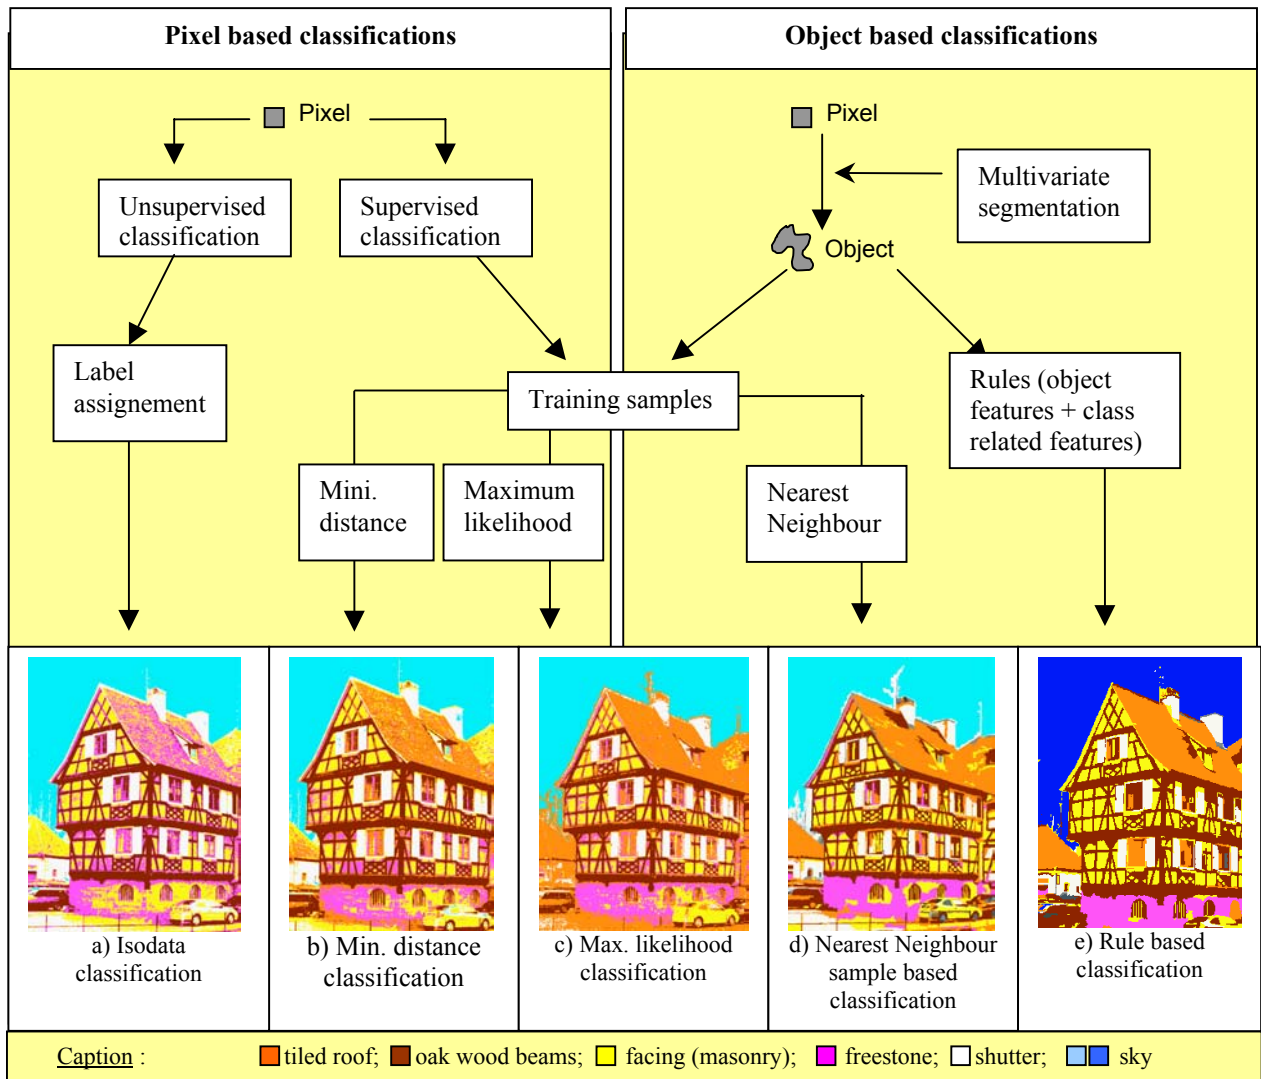 Pixel based classifications
Object based classifications
Pixel
Unsupervised
classification
Supervised
classification
Label
assignement
Pixel
Multivariate
segmentation
Object
Training samples
Mini.
distance
Maximum
likelihood
Nearest
Neighbour
Rules (object
features + class
related features)
a) Isodata
classification
b) Min. distance
classification
c) Max. likelihood
classification
d) Nearest Neighbour
sample based
classification
e) Rule based
classification
Caption : tiled roof; oak wood beams; facing (masonry); freestone; shutter; sky